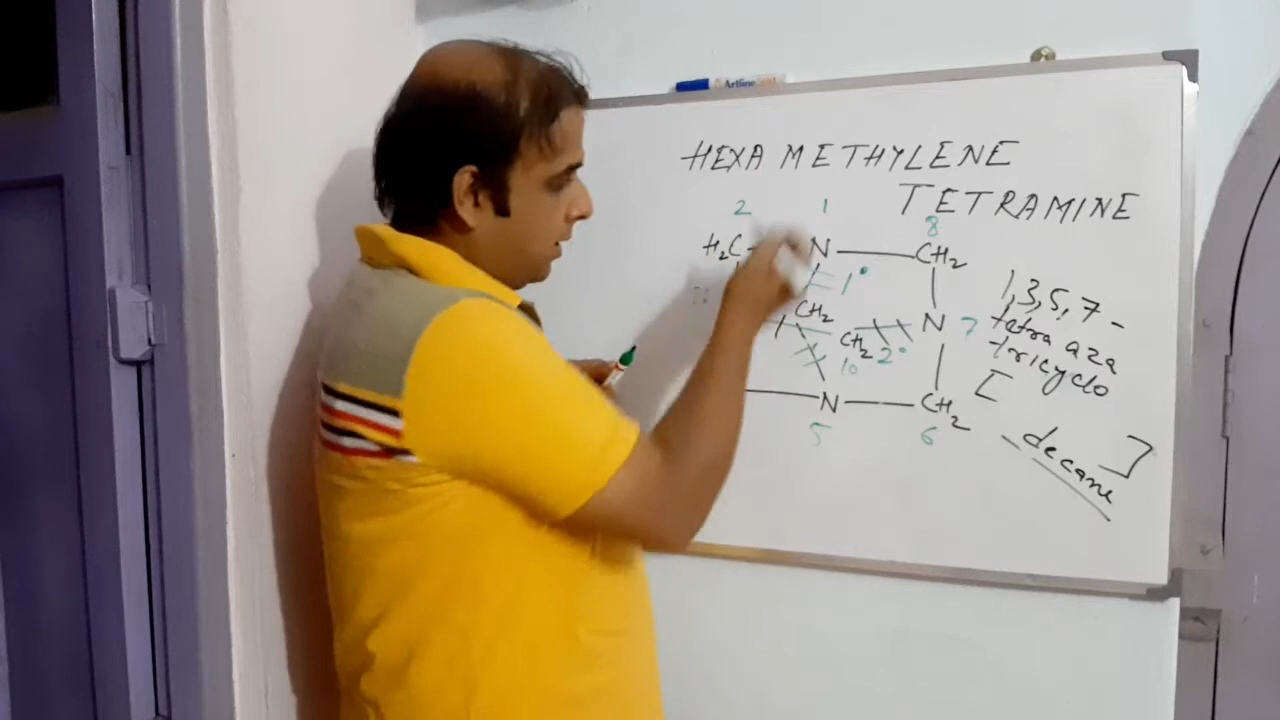 Artline
HEXA METHYLENE
TETRAMINE
2 1 8
H2C N CH2
1°
CH2
N 7
CH2 2°
10
N CH2
5 6
1,3,5,7-
tetra aza
tricyclo
[
]
decane